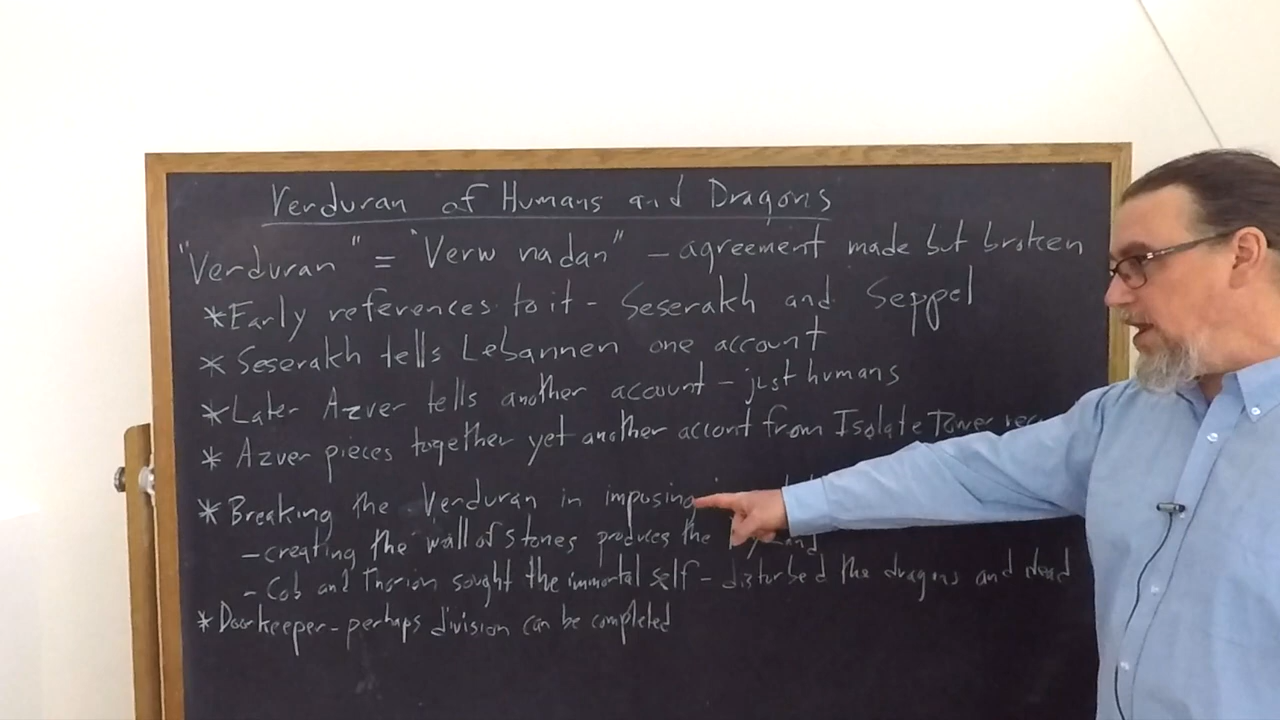 Verduran of Humans and Dragons
"Verduran" = "Verw nadan" - agreement made but broken
* Early references to it - Seserakh and Seppel
* Seserakh tells Lebannen one account
* Later Azver tells another account - just humans
* Azver pieces together yet another accont from Isolate Tower
* Breaking the Verduran in imposing
- creating the wall of stones produces the
- Cob and Thorion sought the immortal self - disturbed the dragons and dead
* Doorkeeper - perhaps division can be completed